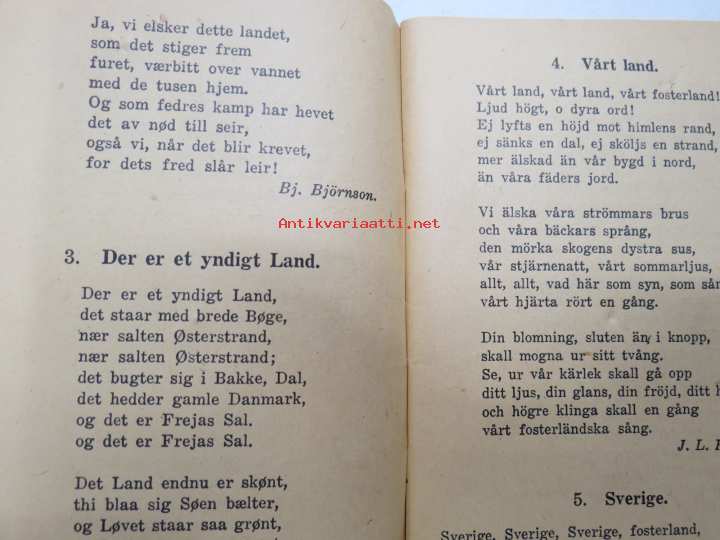 Ja, vi elsker dette landet,
som det stiger frem
furet, værbitt over vannet
med de tusen hjem.
Og som fedres kamp har hevet
det av nød till seir,
også vi, når det blir krevet,
for dets fred slår leir!
Bj. Björnson.
Antikvariaatti.net
3. Der er et yndigt Land.
Der er et yndigt Land,
det staar med brede Bøge,
nær salten Østerstrand,
nær salten Østerstrand;
det bugter sig i Bakke, Dal,
det hedder gamle Danmark,
og det er Frejas Sal.
og det er Frejas Sal.
Det Land endnu er skønt,
thi blaa sig Søen bælter,
og Løvet staar saa grønt,
4. Vårt land.
Vårt land, vårt land, vårt fosterland!
Ljud högt, o dyra ord!
Ej lyfts en höjd mot himlens rand,
ej sänks en dal, ej sköljs en strand,
mer älskad än vår bygd i nord,
än våra fäders jord.
Vi älska våra strömmars brus
och våra bäckars språng,
den mörka skogens dystra sus,
vår stjärnenatt, vårt sommarljus,
allt, allt, vad här som syn, som
vårt hjärta rört en gång.
Din blomning, sluten än i knopp,
skall mogna ur sitt tvång.
Se, ur vår kärlek skall gå opp
ditt ljus, din glans, din fröjd, ditt
och högre klinga skall en gång
vårt fosterländska sång.
J. L.
5. Sverige.
Sverige, Sverige, Sverige, fosterland,